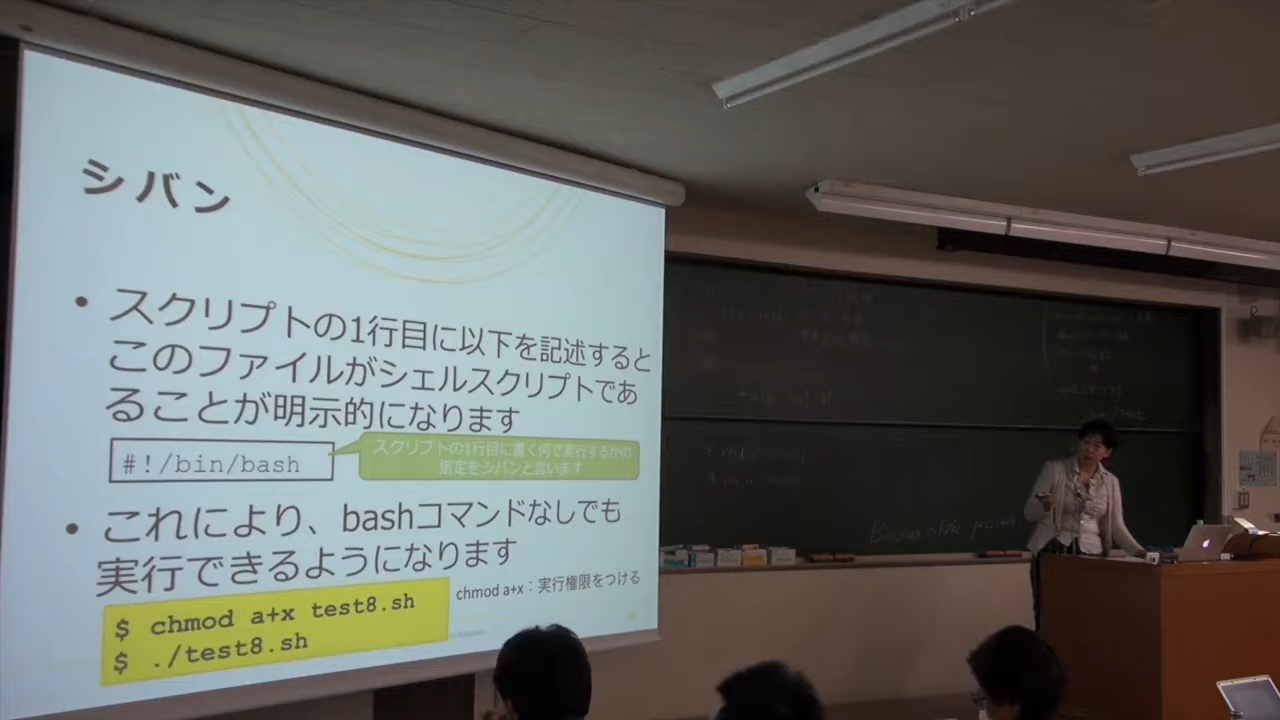 シバン
• スクリプトの1行目に以下を記述すると
このファイルがシェルスクリプトであ
ることが明示的になります
#!/bin/bash
スクリプトの1行目に書く何で実行するかの
指定をシバンと言います
• これにより、bashコマンドなしでも
実行できるようになります
$ chmod a+x test8.sh
$ ./test8.sh
chmod a+x：実行権限をつける